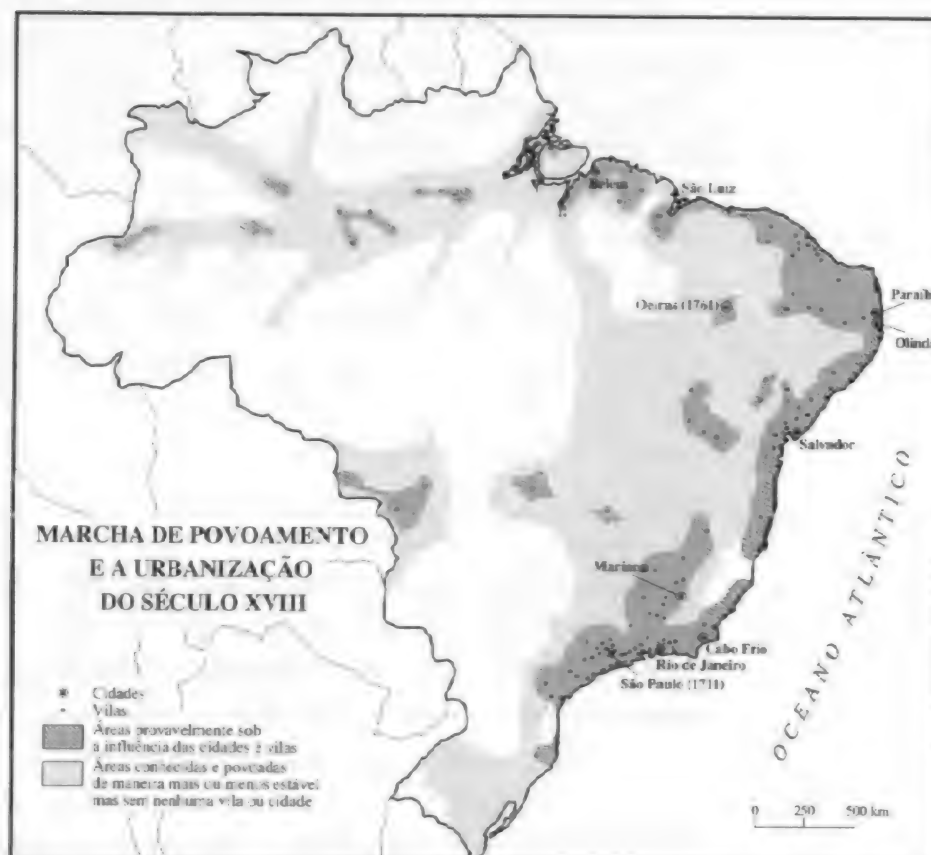 Belém
São Luiz
Oeiras (1761)
Paraíb
Olinda
Salvador
OCEANO ATLÂNTICO
MARCHA DE POVOAMENTO
E A URBANIZAÇÃO
DO SÉCULO XVIII
Mariana
Cabo Frio
Rio de Janeiro
São Paulo (1711)
Cidades
Vilas
Áreas provavelmente sob
a influência das cidades e vilas
Áreas conhecidas e povoadas
de maneira mais ou menos estável
mas sem nenhuma vila ou cidade
0 250 500 km